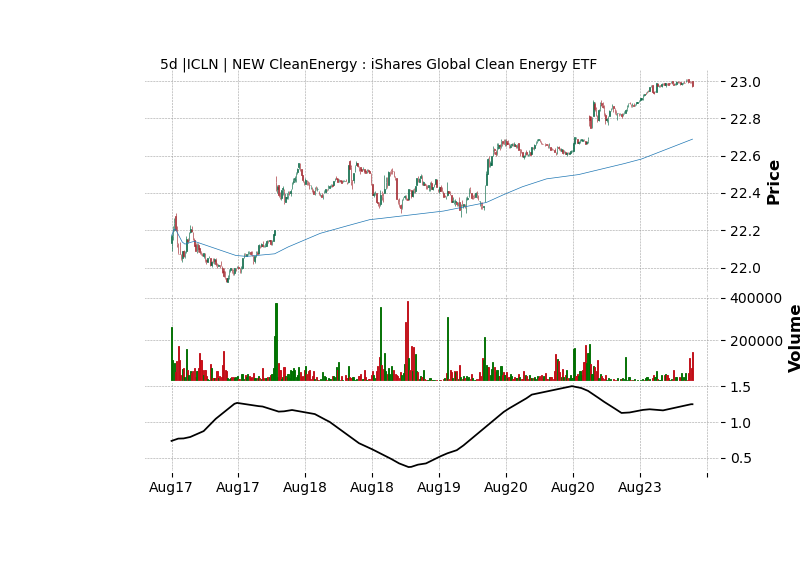 5d |ICLN | NEW CleanEnergy : iShares Global Clean Energy ETF
23.0
22.8
22.6
22.4
22.2
22.0
Price
400000
200000
Volume
1.5
1.0
0.5
Aug17 Aug17 Aug18 Aug18 Aug19 Aug20 Aug20 Aug23